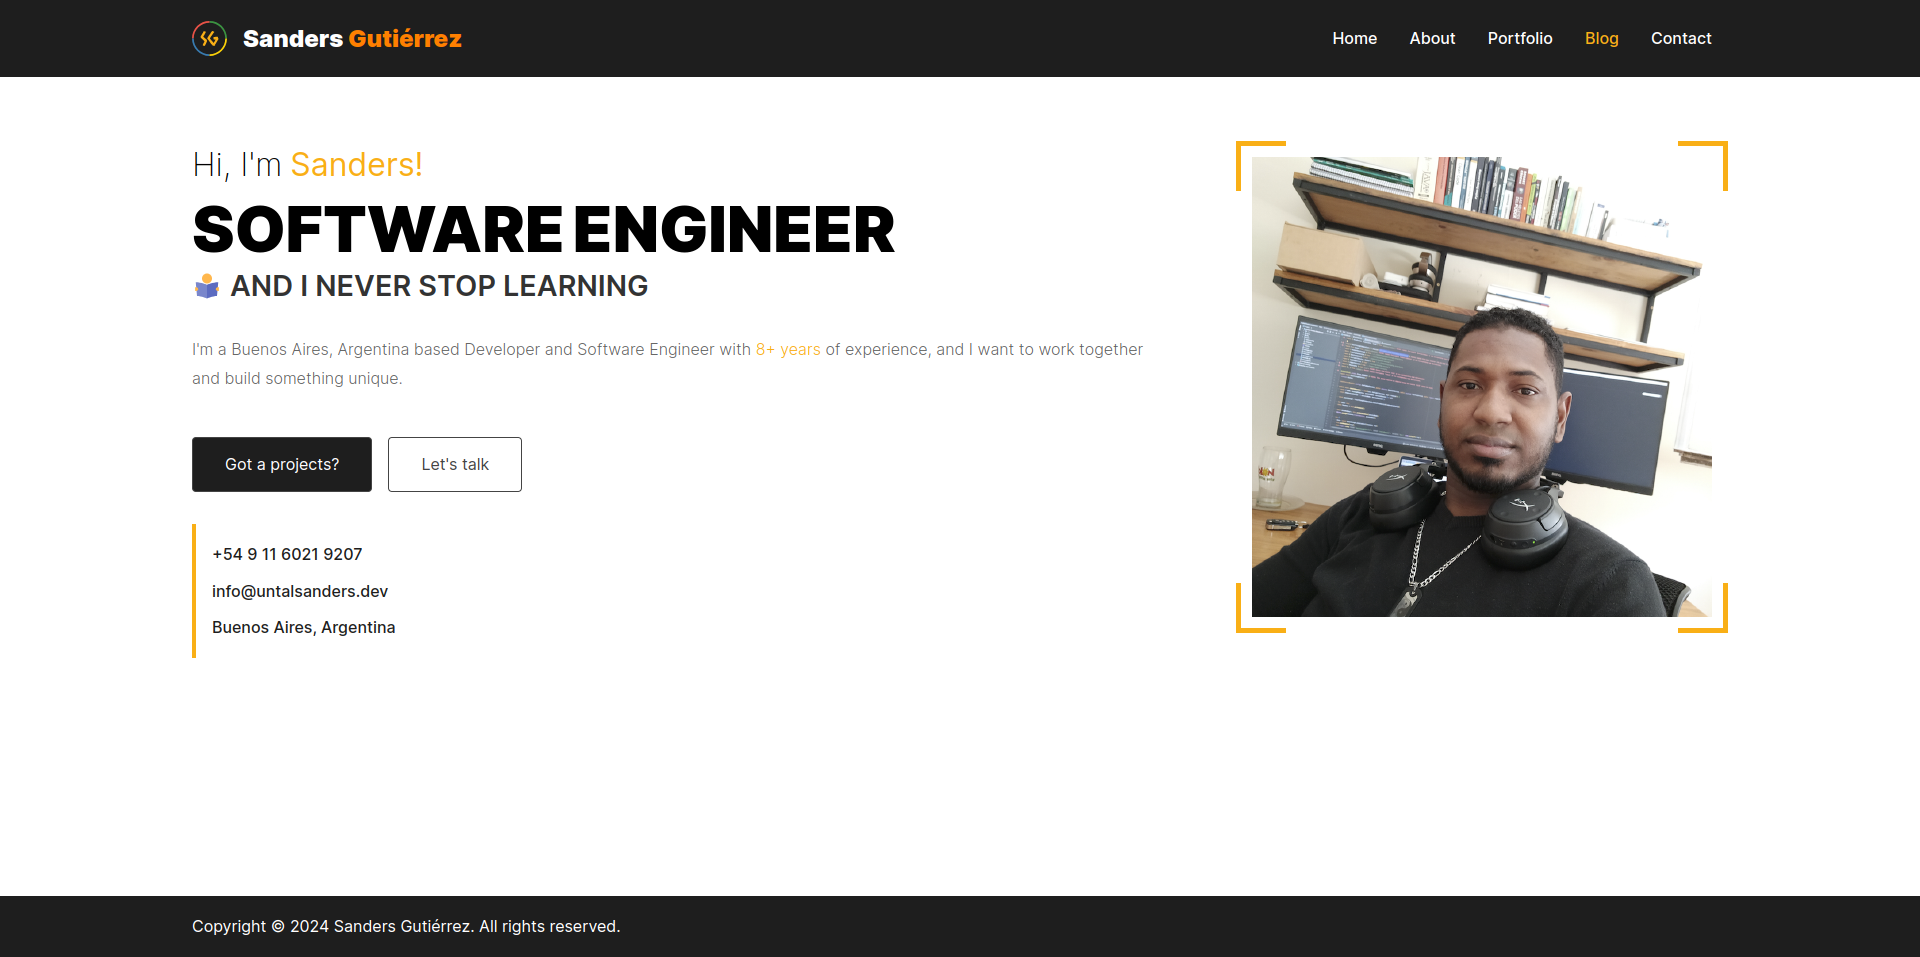 Sanders Gutiérrez
Home About Portfolio Blog Contact
Hi, I'm Sanders!
SOFTWARE ENGINEER
AND I NEVER STOP LEARNING
I'm a Buenos Aires, Argentina based Developer and Software Engineer with 8+ years of experience, and I want to work together
and build something unique.
Got a projects? Let's talk
+54 9 11 6021 9207
info@untalsanders.dev
Buenos Aires, Argentina
Copyright © 2024 Sanders Gutiérrez. All rights reserved.